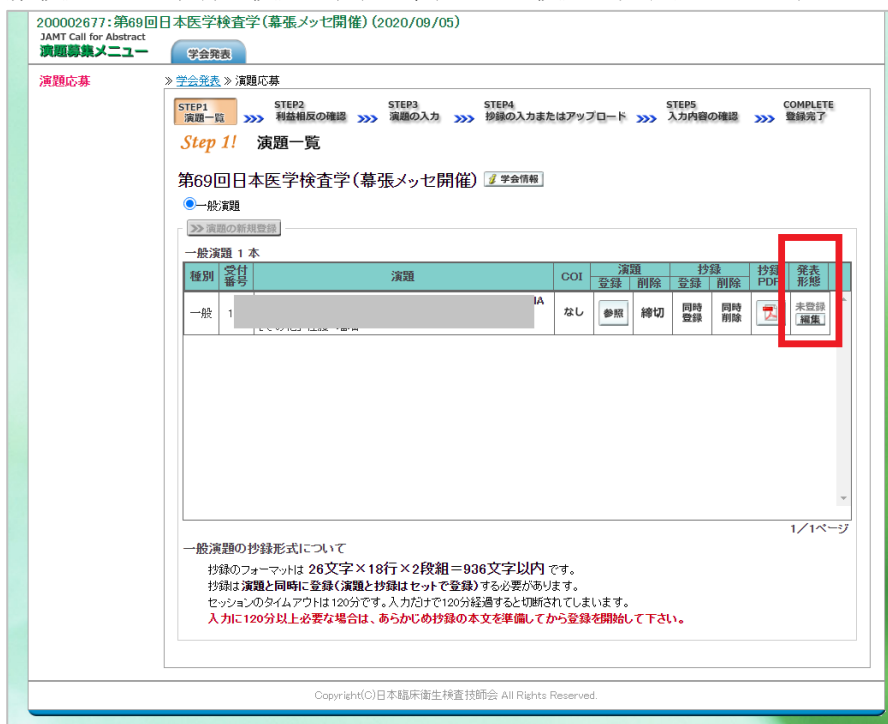 200002677:第69回日本医学検査学(幕張メッセ開催) (2020/09/05)
JAMT Call for Abstract
演題募集メニュー
学会発表
演題応募
≫ 学会発表 ≫ 演題応募
STEP1 STEP2 STEP3 STEP4 STEP5 COMPLETE
演題一覧 >>> 利益相反の確認 >>> 演題の入力 >>> 抄録の入力またはアップロード >>> 入力内容の確認 >>> 登録完了
Step 1! 演題一覧
第69回日本医学検査学(幕張メッセ開催) 学会情報
一般演題
>> 演題の新規登録
一般演題 1 本
種別 受付番号 演題 COI 演題 登録 削除 抄録 登録 削除 抄録PDF 発表形態
一般 1 IA なし 参照 締切 同時登録 同時削除 未登録 編集
1/1ページ
一般演題の抄録形式について
抄録のフォーマットは 26文字×18行×2段組=936文字以内 です。
抄録は演題と同時に登録(演題と抄録はセットで登録)する必要があります。
セッションのタイムアウトは120分です。入力だけで120分経過すると切断されてしまいます。
入力に120分以上必要な場合は、あらかじめ抄録の本文を準備してから登録を開始して下さい。
Copyright(C)日本臨床衛生検査技師会 All Rights Reserved.